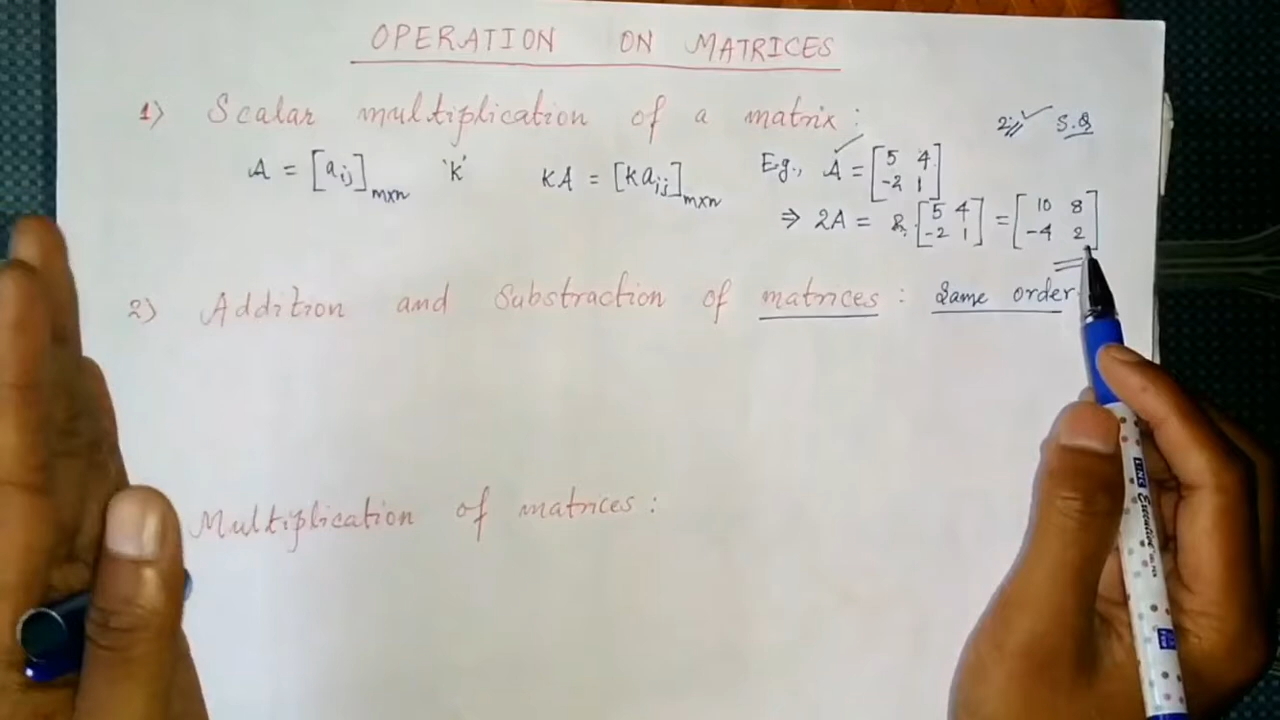 OPERATION ON MATRICES
1) Scalar multiplication of a matrix:
2 ✓ S.Q
A = [aij]m×n 'K' KA = [kaij]m×n
Eg., A = [5 4
-2 1]
⇒ 2A = 2. [5 4
-2 1] = [10 8
-4 2]
2) Addition and Substraction of matrices : Same order.
Multiplication of matrices :
LINC Executive